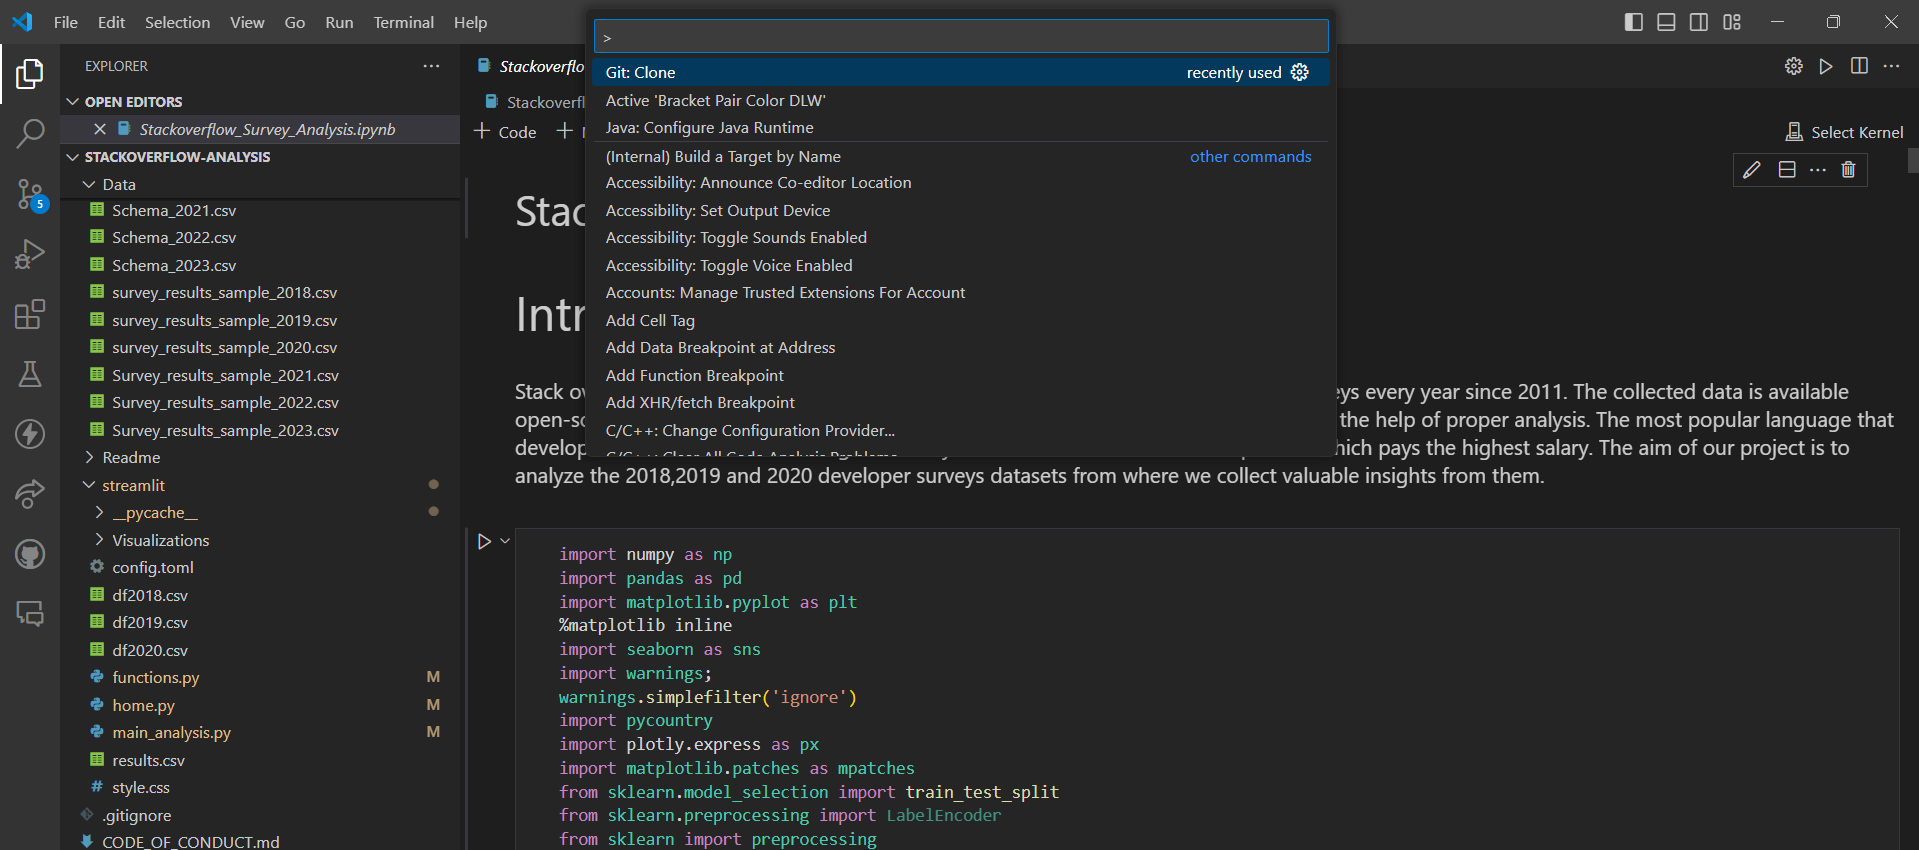 File Edit Selection View Go Run Terminal Help
>
Git: Clone recently used
Active 'Bracket Pair Color DLW'
Java: Configure Java Runtime
(Internal) Build a Target by Name other commands
Accessibility: Announce Co-editor Location
Accessibility: Set Output Device
Accessibility: Toggle Sounds Enabled
Accessibility: Toggle Voice Enabled
Accounts: Manage Trusted Extensions For Account
Add Cell Tag
Add Data Breakpoint at Address
Add Function Breakpoint
Add XHR/fetch Breakpoint
C/C++: Change Configuration Provider...
C/C++: Clear All Code Analysis Problems
EXPLORER
OPEN EDITORS
Stackoverflow_Survey_Analysis.ipynb
STACKOVERFLOW-ANALYSIS
Data
Schema_2021.csv
Schema_2022.csv
Schema_2023.csv
survey_results_sample_2018.csv
survey_results_sample_2019.csv
survey_results_sample_2020.csv
Survey_results_sample_2021.csv
Survey_results_sample_2022.csv
Survey_results_sample_2023.csv
Readme
streamlit
__pycache__
Visualizations
config.toml
df2018.csv
df2019.csv
df2020.csv
functions.py M
home.py M
main_analysis.py M
results.csv
style.css
.gitignore
CODE_OF_CONDUCT.md
5
Stackoverflo
Stackoverfl
Code
Select Kernel
Stac
Intr
Stack ov eys every year since 2011. The collected data is available
open-so the help of proper analysis. The most popular language that
develop hich pays the highest salary. The aim of our project is to
analyze the 2018,2019 and 2020 developer surveys datasets from where we collect valuable insights from them.
import numpy as np
import pandas as pd
import matplotlib.pyplot as plt
%matplotlib inline
import seaborn as sns
import warnings;
warnings.simplefilter('ignore')
import pycountry
import plotly.express as px
import matplotlib.patches as mpatches
from sklearn.model_selection import train_test_split
from sklearn.preprocessing import LabelEncoder
from sklearn import preprocessing